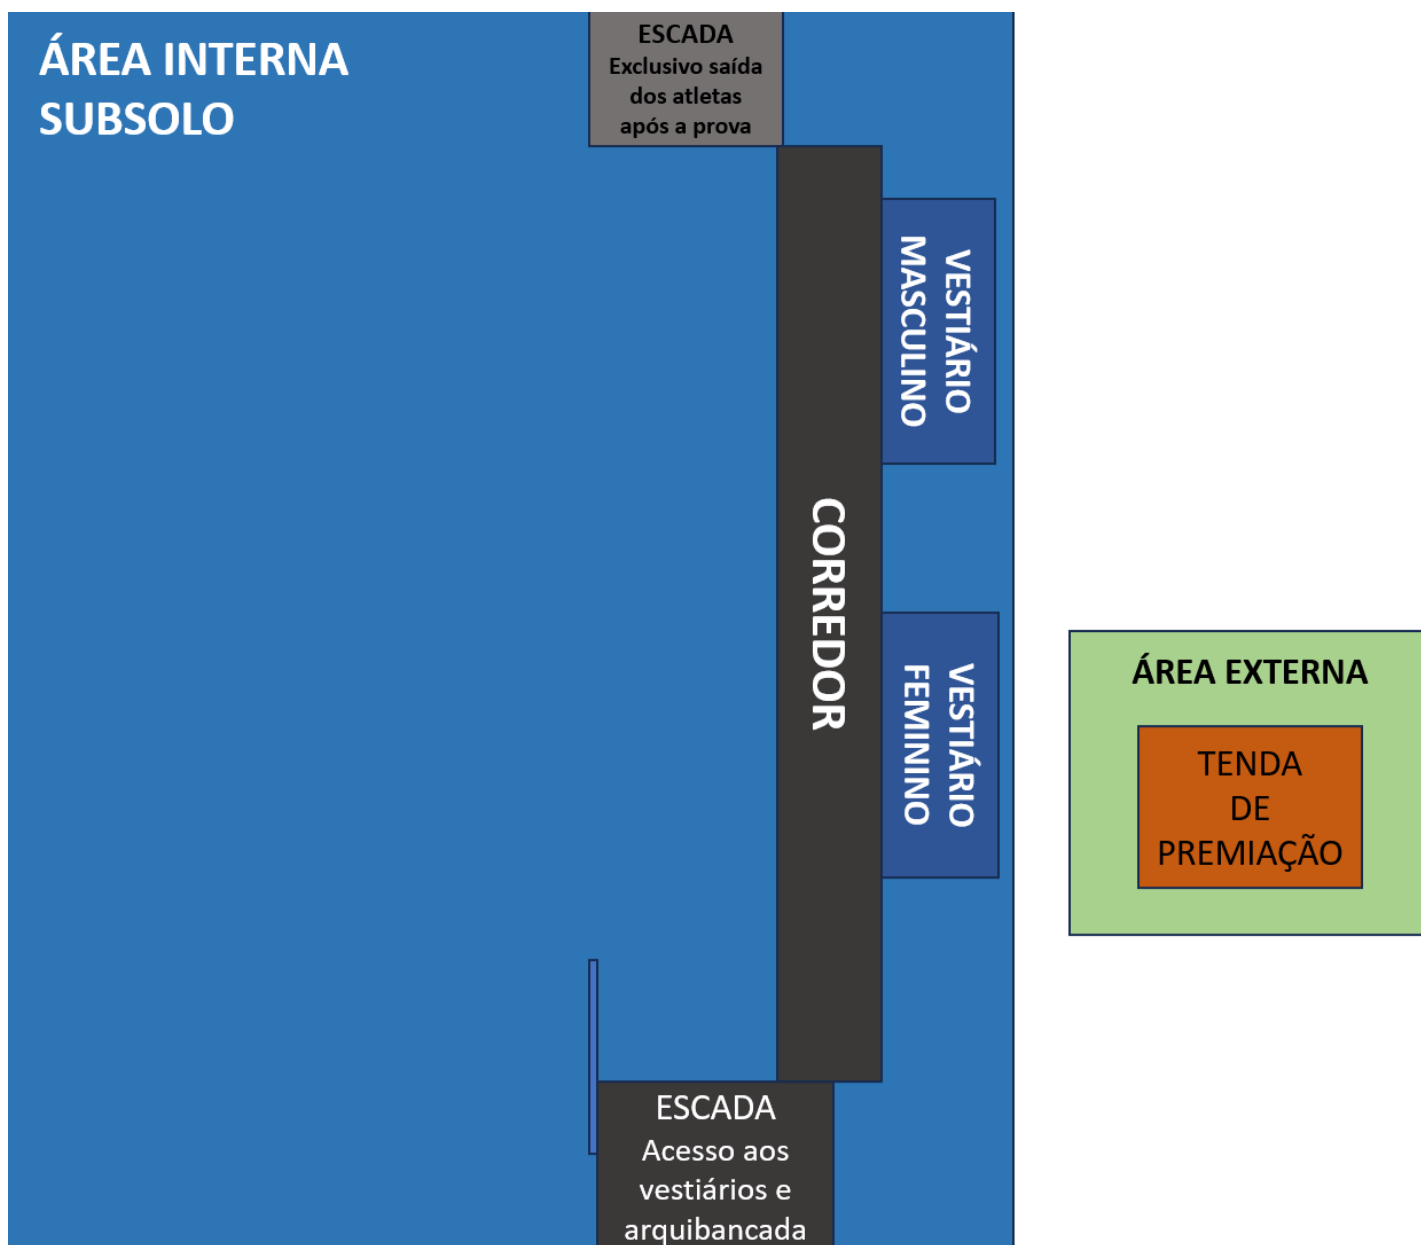 ÁREA INTERNA
SUBSOLO
ESCADA
Exclusivo saída
dos atletas
após a prova
VESTIÁRIO
MASCULINO
CORREDOR
VESTIÁRIO
FEMININO
ÁREA EXTERNA
TENDA
DE
PREMIAÇÃO
ESCADA
Acesso aos
vestiários e
arquibancada